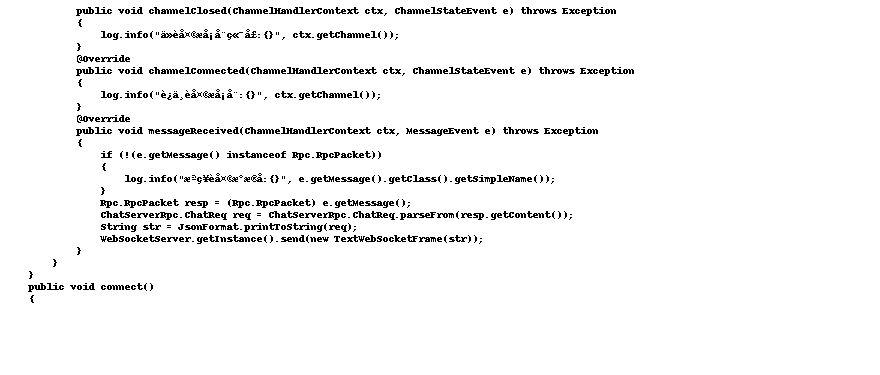 public void channelClosed(ChannelHandlerContext ctx, ChannelStateEvent e) throws Exception
{
log.info("ä»èå¤©æå¡å¨ç«¯å£:{}", ctx.getChannel());
}
@Override
public void channelConnected(ChannelHandlerContext ctx, ChannelStateEvent e) throws Exception
{
log.info("è¿ä¸èå¤©æå¡å¨:{}", ctx.getChannel());
}
@Override
public void messageReceived(ChannelHandlerContext ctx, MessageEvent e) throws Exception
{
if (!(e.getMessage() instanceof Rpc.RpcPacket))
{
log.info("æªç¥èå¤©æ°æ®å:{}", e.getMessage().getClass().getSimpleName());
}
Rpc.RpcPacket resp = (Rpc.RpcPacket) e.getMessage();
ChatServerRpc.ChatReq req = ChatServerRpc.ChatReq.parseFrom(resp.getContent());
String str = JsonFormat.printToString(req);
WebSocketServer.getInstance().send(new TextWebSocketFrame(str));
}
}
}
public void connect()
{